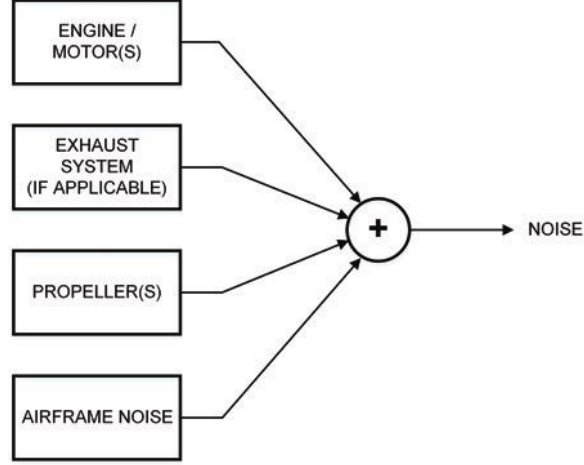 ENGINE /
MOTOR(S)
EXHAUST
SYSTEM
(IF APPLICABLE)
PROPELLER(S)
AIRFRAME NOISE
+
NOISE